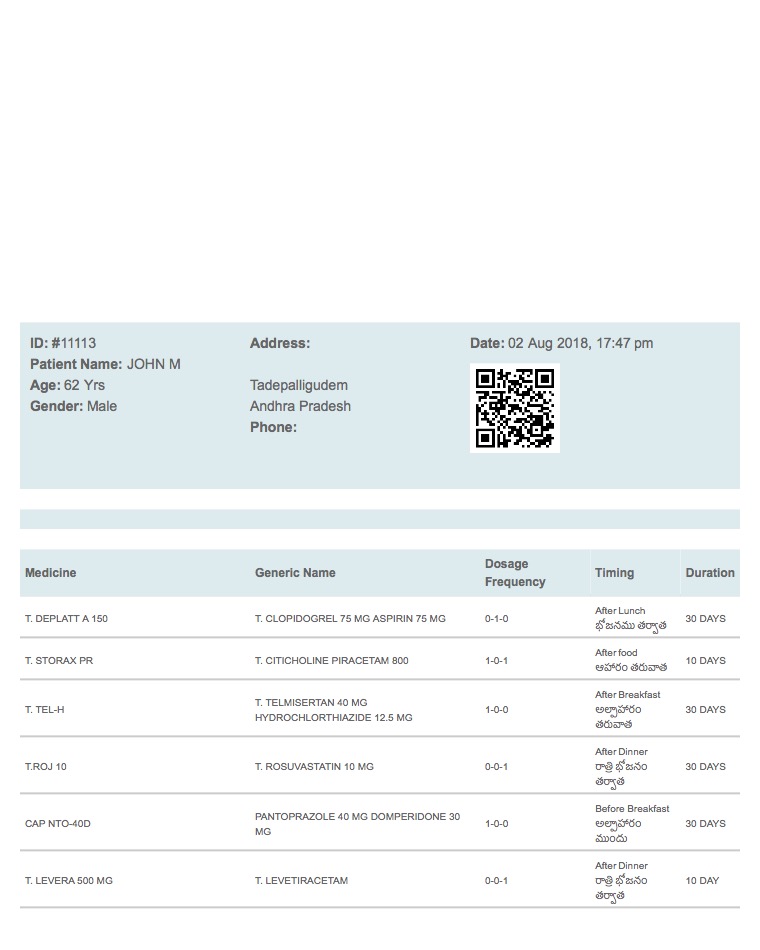 ID: #11113
Patient Name: JOHN M
Age: 62 Yrs
Gender: Male
Address:
Tadepalligudem
Andhra Pradesh
Phone:
Date: 02 Aug 2018, 17:47 pm
Medicine Generic Name Dosage Frequency Timing Duration
T. DEPLATT A 150 T. CLOPIDOGREL 75 MG ASPIRIN 75 MG 0-1-0 After Lunch 30 DAYS
భోజనము తర్వాత
T. STORAX PR T. CITICHOLINE PIRACETAM 800 1-0-1 After food 10 DAYS
ఆహారం తరువాత
T. TEL-H T. TELMISERTAN 40 MG 1-0-0 After Breakfast 30 DAYS
HYDROCHLORTHIAZIDE 12.5 MG అల్పాహారం
తరువాత
T.ROJ 10 T. ROSUVASTATIN 10 MG 0-0-1 After Dinner 30 DAYS
రాత్రి భోజనం
తర్వాత
CAP NTO-40D PANTOPRAZOLE 40 MG DOMPERIDONE 30 1-0-0 Before Breakfast 30 DAYS
MG అల్పాహారం
ముందు
T. LEVERA 500 MG T. LEVETIRACETAM 0-0-1 After Dinner 10 DAY
రాత్రి భోజనం
తర్వాత